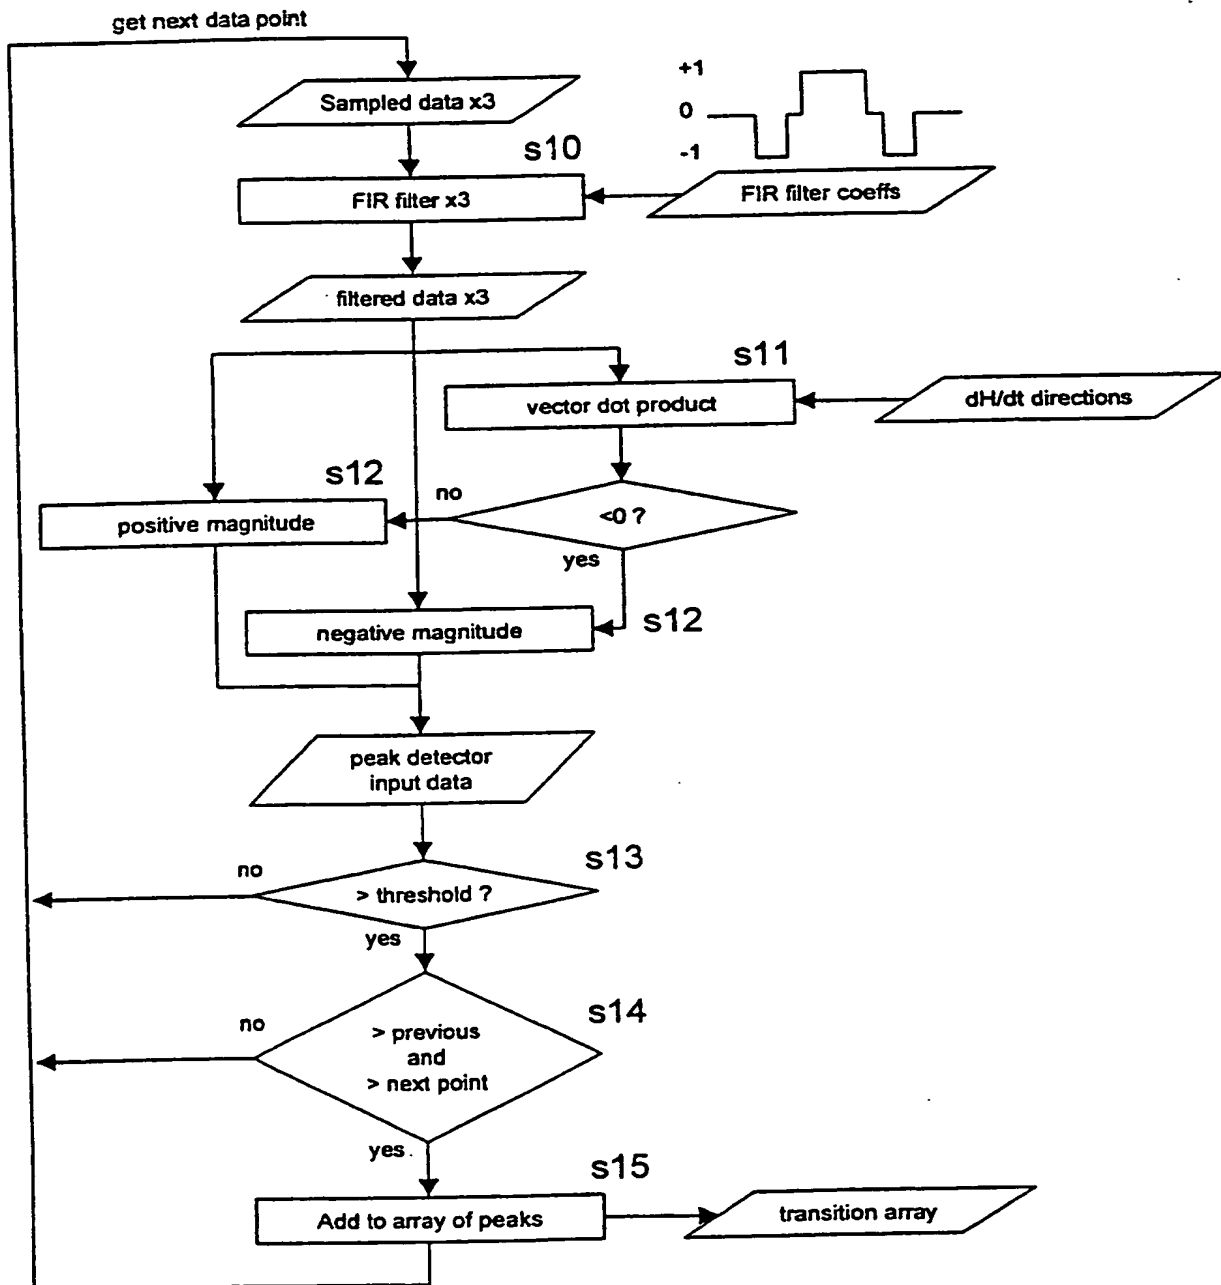 get next data point
Sampled data x3
+1
0
-1
s10
FIR filter x3
FIR filter coeffs
filtered data x3
s11
vector dot product
dH/dt directions
s12
positive magnitude
no
<0 ?
yes
negative magnitude
s12
peak detector
input data
s13
no
> threshold ?
yes
s14
no
> previous
and
> next point
yes
s15
Add to array of peaks
transition array